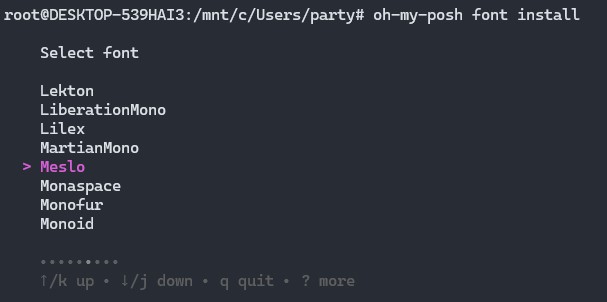 root@DESKTOP-539HAI3:/mnt/c/Users/party# oh-my-posh font install
Select font
Lekton
LiberationMono
Lilex
MartianMono
> Meslo
Monaspace
Monofur
Monoid
•••••••••
↑/k up • ↓/j down • q quit • ? more